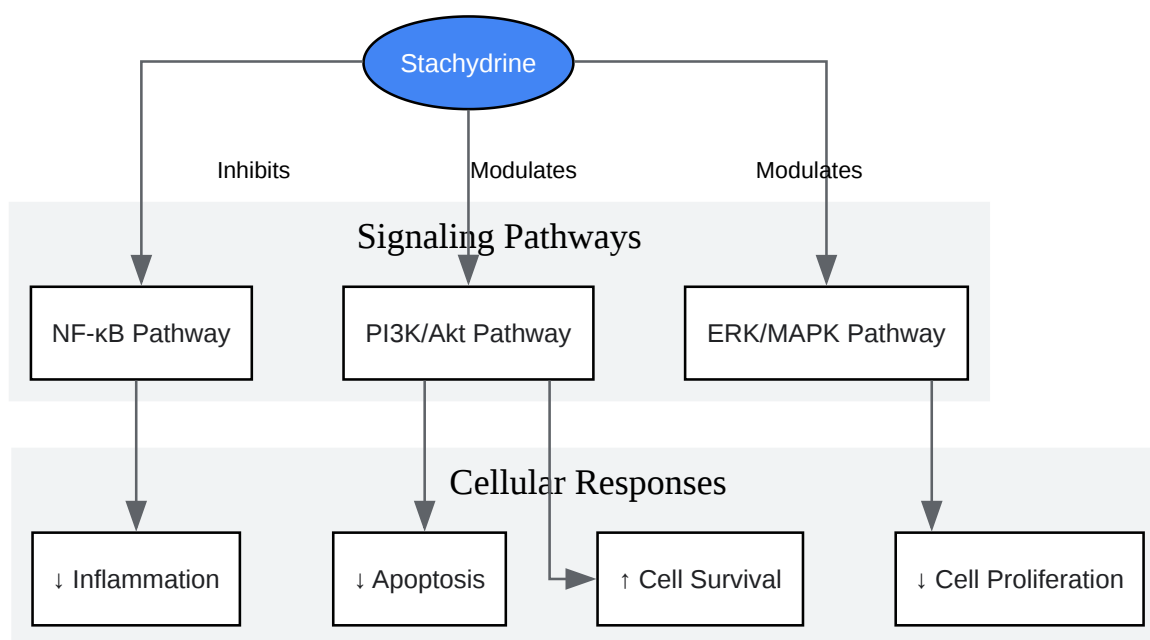 Stachydrine
Inhibits
Modulates
Modulates
Signaling Pathways
NF-κB Pathway
PI3K/Akt Pathway
ERK/MAPK Pathway
Cellular Responses
↓ Inflammation
↓ Apoptosis
↑ Cell Survival
↓ Cell Proliferation